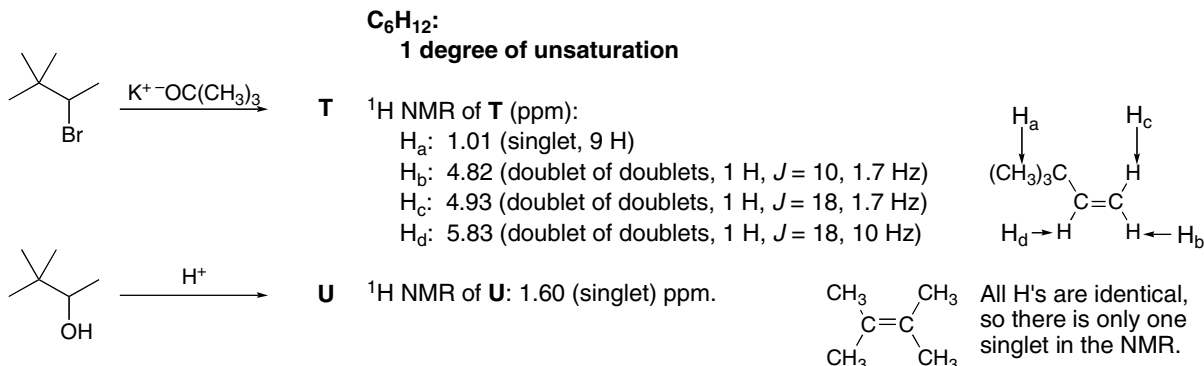 C6H12:
1 degree of unsaturation
Br
K+ −OC(CH3)3
T
1H NMR of T (ppm):
Ha: 1.01 (singlet, 9 H)
Hb: 4.82 (doublet of doublets, 1 H, J = 10, 1.7 Hz)
Hc: 4.93 (doublet of doublets, 1 H, J = 18, 1.7 Hz)
Hd: 5.83 (doublet of doublets, 1 H, J = 18, 10 Hz)
Ha
Hc
(CH3)3C
H
C=C
Hd
H
H
Hb
OH
H+
U
1H NMR of U: 1.60 (singlet) ppm.
CH3
CH3
C=C
CH3
CH3
All H's are identical,
so there is only one
singlet in the NMR.